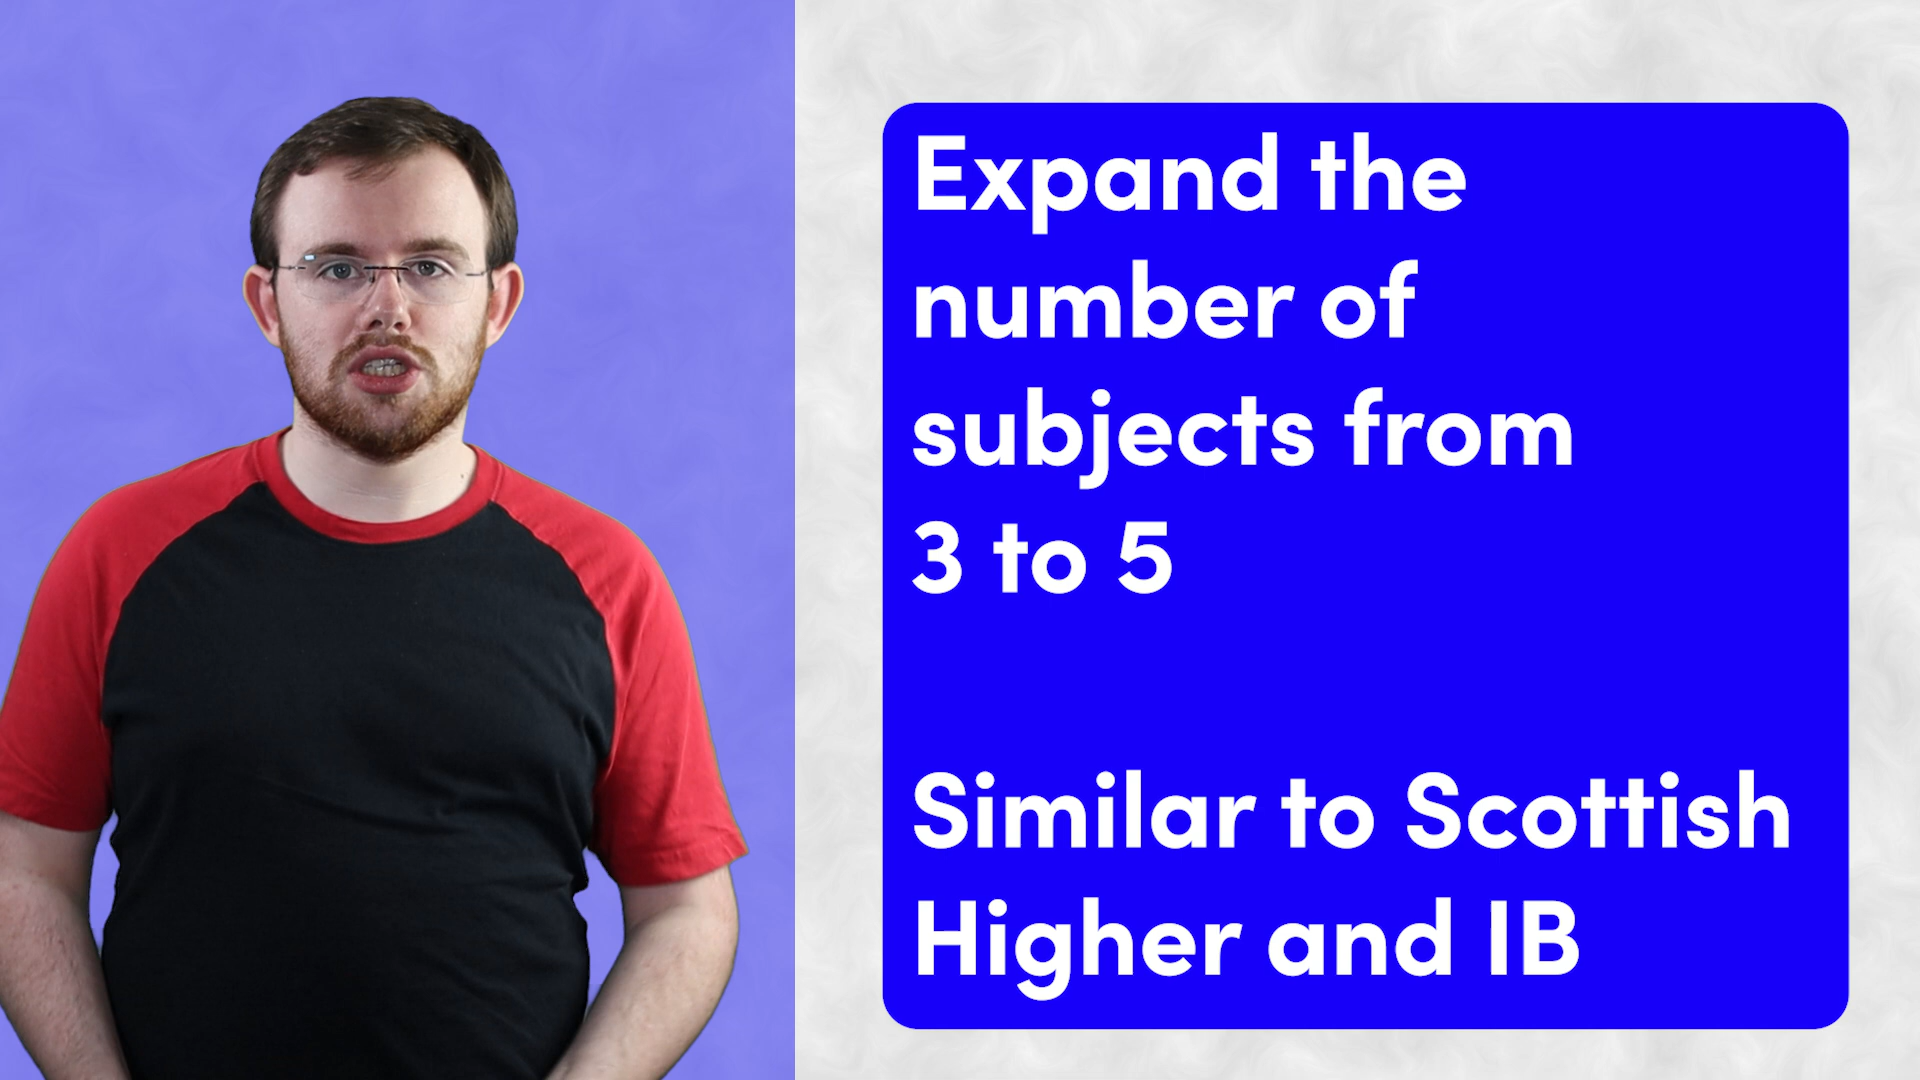 Expand the
number of
subjects from
3 to 5
Similar to Scottish
Higher and IB